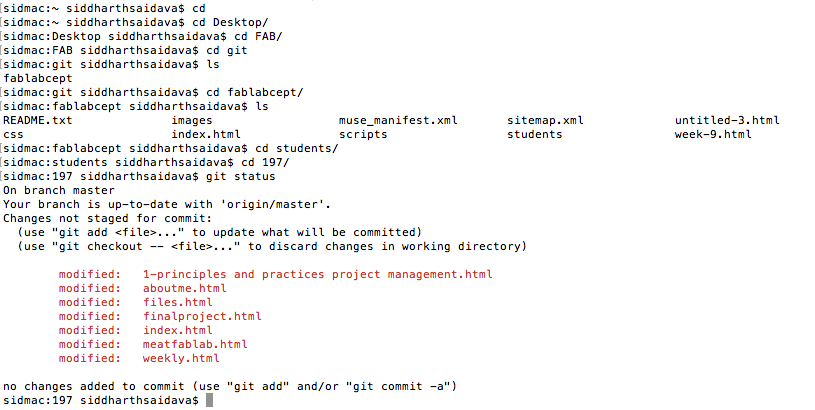 [sidmac:~ siddharthsaidava$ cd
[sidmac:~ siddharthsaidava$ cd Desktop/
[sidmac:Desktop siddharthsaidava$ cd FAB/
[sidmac:FAB siddharthsaidava$ cd git
[sidmac:git siddharthsaidava$ ls
fablabcept
[sidmac:git siddharthsaidava$ cd fablabcept/
[sidmac:fablabcept siddharthsaidava$ ls
README.txt images muse_manifest.xml sitemap.xml untitled-3.html
css index.html scripts students week-9.html
[sidmac:fablabcept siddharthsaidava$ cd students/
[sidmac:students siddharthsaidava$ cd 197/
[sidmac:197 siddharthsaidava$ git status
On branch master
Your branch is up-to-date with 'origin/master'.
Changes not staged for commit:
(use "git add <file>..." to update what will be committed)
(use "git checkout -- <file>..." to discard changes in working directory)
modified: 1-principles and practices project management.html
modified: aboutme.html
modified: files.html
modified: finalproject.html
modified: index.html
modified: meatfablab.html
modified: weekly.html
no changes added to commit (use "git add" and/or "git commit -a")
sidmac:197 siddharthsaidava$